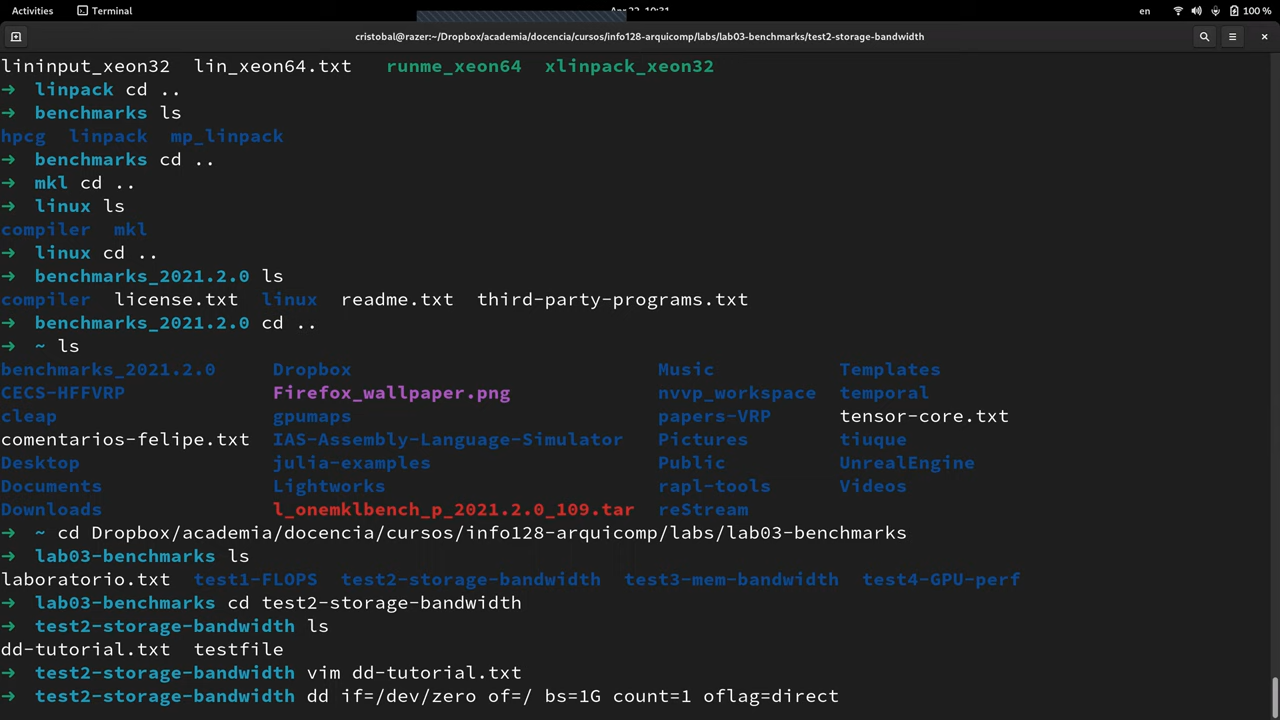 Activities Terminal en 100 %
cristobal@razer:~/Dropbox/academia/docencia/cursos/info128-arquicomp/labs/lab03-benchmarks/test2-storage-bandwidth
lininput_xeon32 lin_xeon64.txt runme_xeon64 xlinpack_xeon32
→ linpack cd ..
→ benchmarks ls
hpcg linpack mp_linpack
→ benchmarks cd ..
→ mkl cd ..
→ linux ls
compiler mkl
→ linux cd ..
→ benchmarks_2021.2.0 ls
compiler license.txt linux readme.txt third-party-programs.txt
→ benchmarks_2021.2.0 cd ..
→ ~ ls
benchmarks_2021.2.0 Dropbox Music Templates
CECS-HFFVRP Firefox_wallpaper.png nvvp_workspace temporal
cleap gpumaps papers-VRP tensor-core.txt
comentarios-felipe.txt IAS-Assembly-Language-Simulator Pictures tiuque
Desktop julia-examples Public UnrealEngine
Documents Lightworks rapl-tools Videos
Downloads l_onemklbench_p_2021.2.0_109.tar reStream
→ ~ cd Dropbox/academia/docencia/cursos/info128-arquicomp/labs/lab03-benchmarks
→ lab03-benchmarks ls
laboratorio.txt test1-FLOPS test2-storage-bandwidth test3-mem-bandwidth test4-GPU-perf
→ lab03-benchmarks cd test2-storage-bandwidth
→ test2-storage-bandwidth ls
dd-tutorial.txt testfile
→ test2-storage-bandwidth vim dd-tutorial.txt
→ test2-storage-bandwidth dd if=/dev/zero of=/ bs=1G count=1 oflag=direct